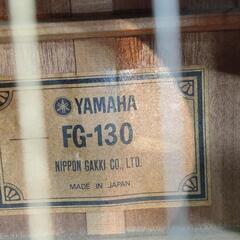 YAMAHA
FG-130
NIPPON GAKKI CO., LTD.
MADE IN JAPAN